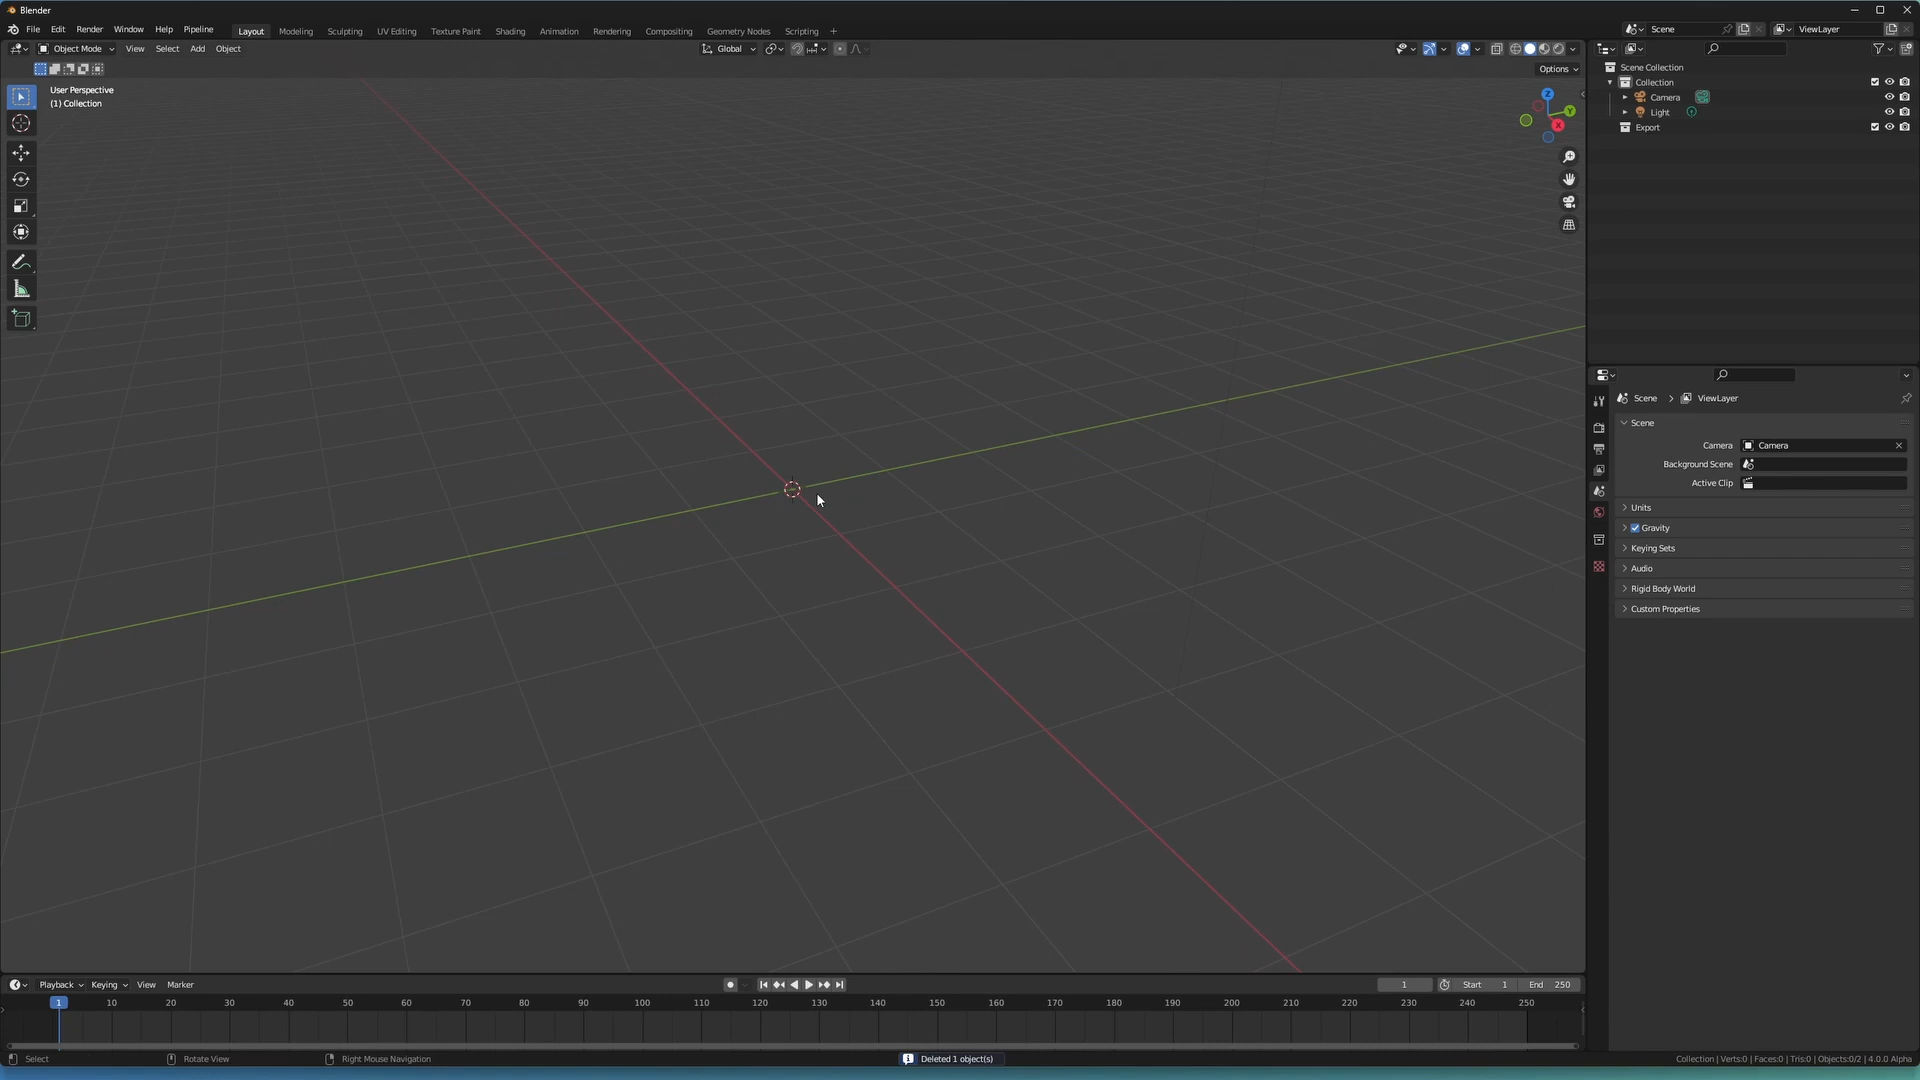 Blender
File Edit Render Window Help Pipeline Layout Modeling Sculpting UV Editing Texture Paint Shading Animation Rendering Compositing Geometry Nodes Scripting + Scene ViewLayer
Object Mode View Select Add Object Global
Options
User Perspective
(1) Collection
Z
Y
X
Scene Collection
Collection
Camera
Light
Export
Scene > ViewLayer
Scene
Camera Camera
Background Scene
Active Clip
Units
Gravity
Keying Sets
Audio
Rigid Body World
Custom Properties
Playback Keying View Marker 1 Start 1 End 250
1 10 20 30 40 50 60 70 80 90 100 110 120 130 140 150 160 170 180 190 200 210 220 230 240 250
Select Rotate View Right Mouse Navigation Deleted 1 object(s) Collection | Verts:0 | Faces:0 | Tris:0 | Objects:0/2 | 4.0.0 Alpha